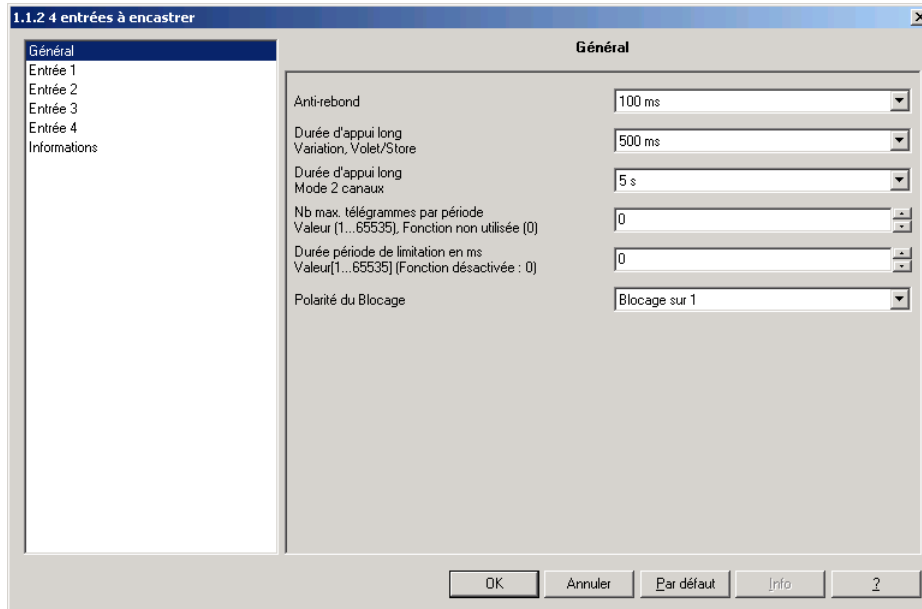 1.1.2 4 entrées à encastrer
Général
Entrée 1
Entrée 2
Entrée 3
Entrée 4
Informations
Général
Anti-rebond
100 ms
Durée d'appui long
Variation, Volet/Store
500 ms
Durée d'appui long
Mode 2 canaux
5 s
Nb max. télégrammes par période
Valeur (1...65535), Fonction non utilisée (0)
0
Durée période de limitation en ms
Valeur[1...65535] (Fonction désactivée : 0)
0
Polarité du Blocage
Blocage sur 1
OK
Annuler
Par défaut
Info
?